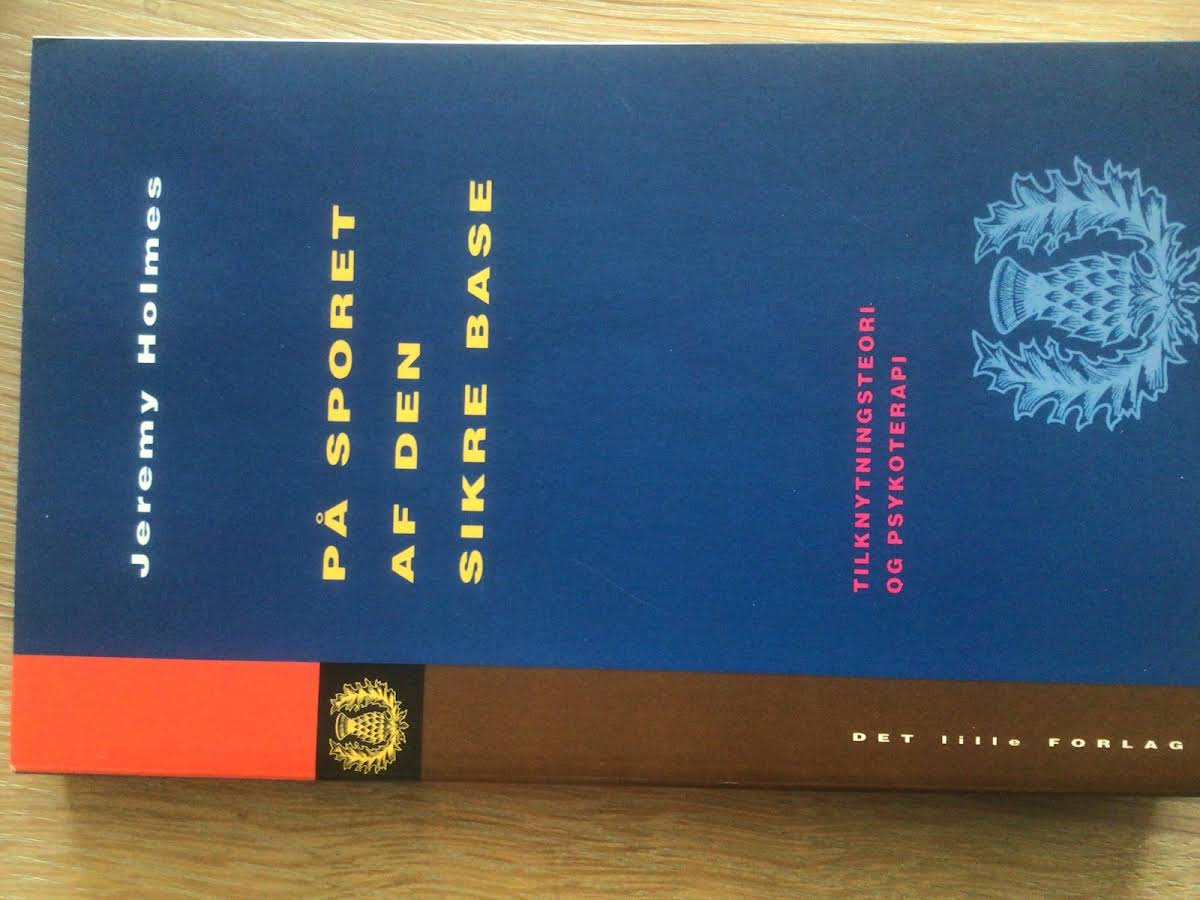 Jeremy Holmes
PÅ SPORET
AF DEN
SIKRE BASE
TILKNYTNINGSTEORI
OG PSYKOTERAPI
DET lille FORLAG